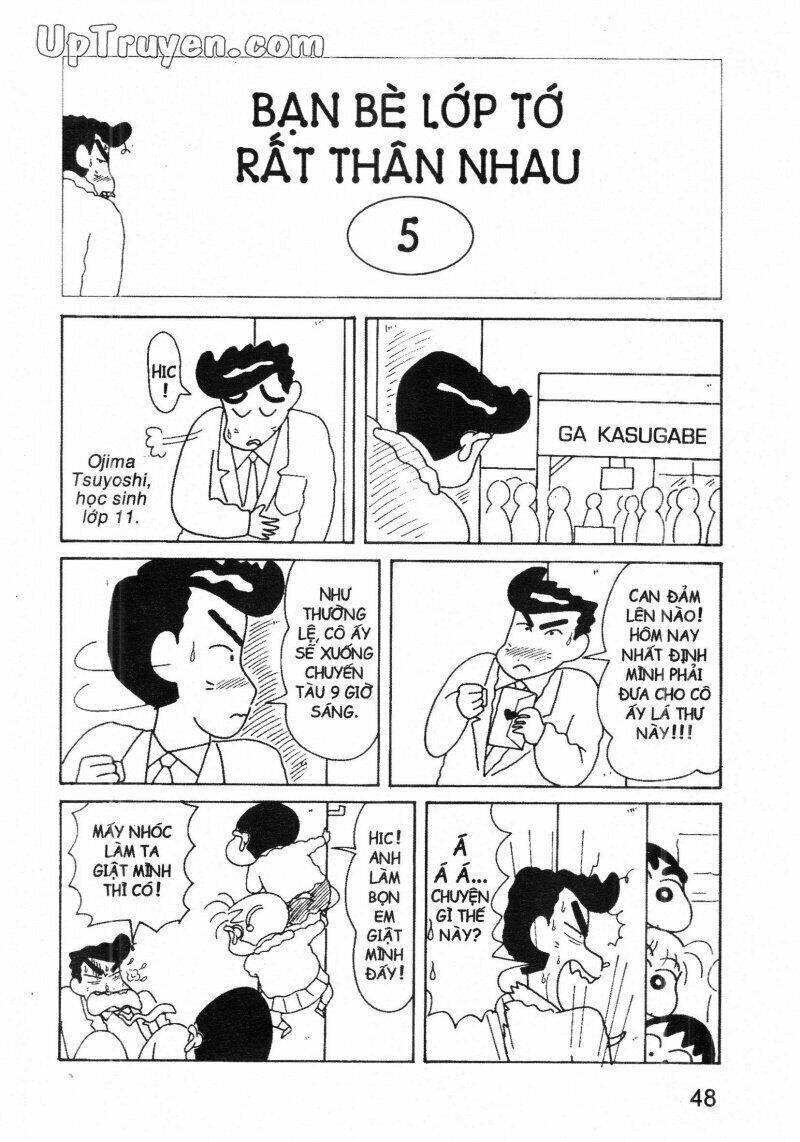 UpTruyen.com
BẠN BÈ LỚP TỚ
RẤT THÂN NHAU
5
HIC
!
Ojima
Tsuyoshi,
học sinh
lớp 11.
GA KASUGABE
NHƯ
THƯỜNG
LỆ, CÔ ẤY
SẼ XUỐNG
CHUYẾN
TÀU 9 GIỜ
SÁNG.
CAN ĐẢM
LÊN NÀO!
HÔM NAY
NHẤT ĐỊNH
MÌNH PHẢI
ĐƯA CHO CÔ
ẤY LÁ THƯ
NÀY!!!
MẤY NHÓC
LÀM TA
GIẬT MÌNH
THÌ CÓ!
HIC!
ANH
LÀM
BỌN
EM
GIẬT
MÌNH
ĐẤY!
Á
Á Á...
CHUYỆN
GÌ THẾ
NÀY?
48